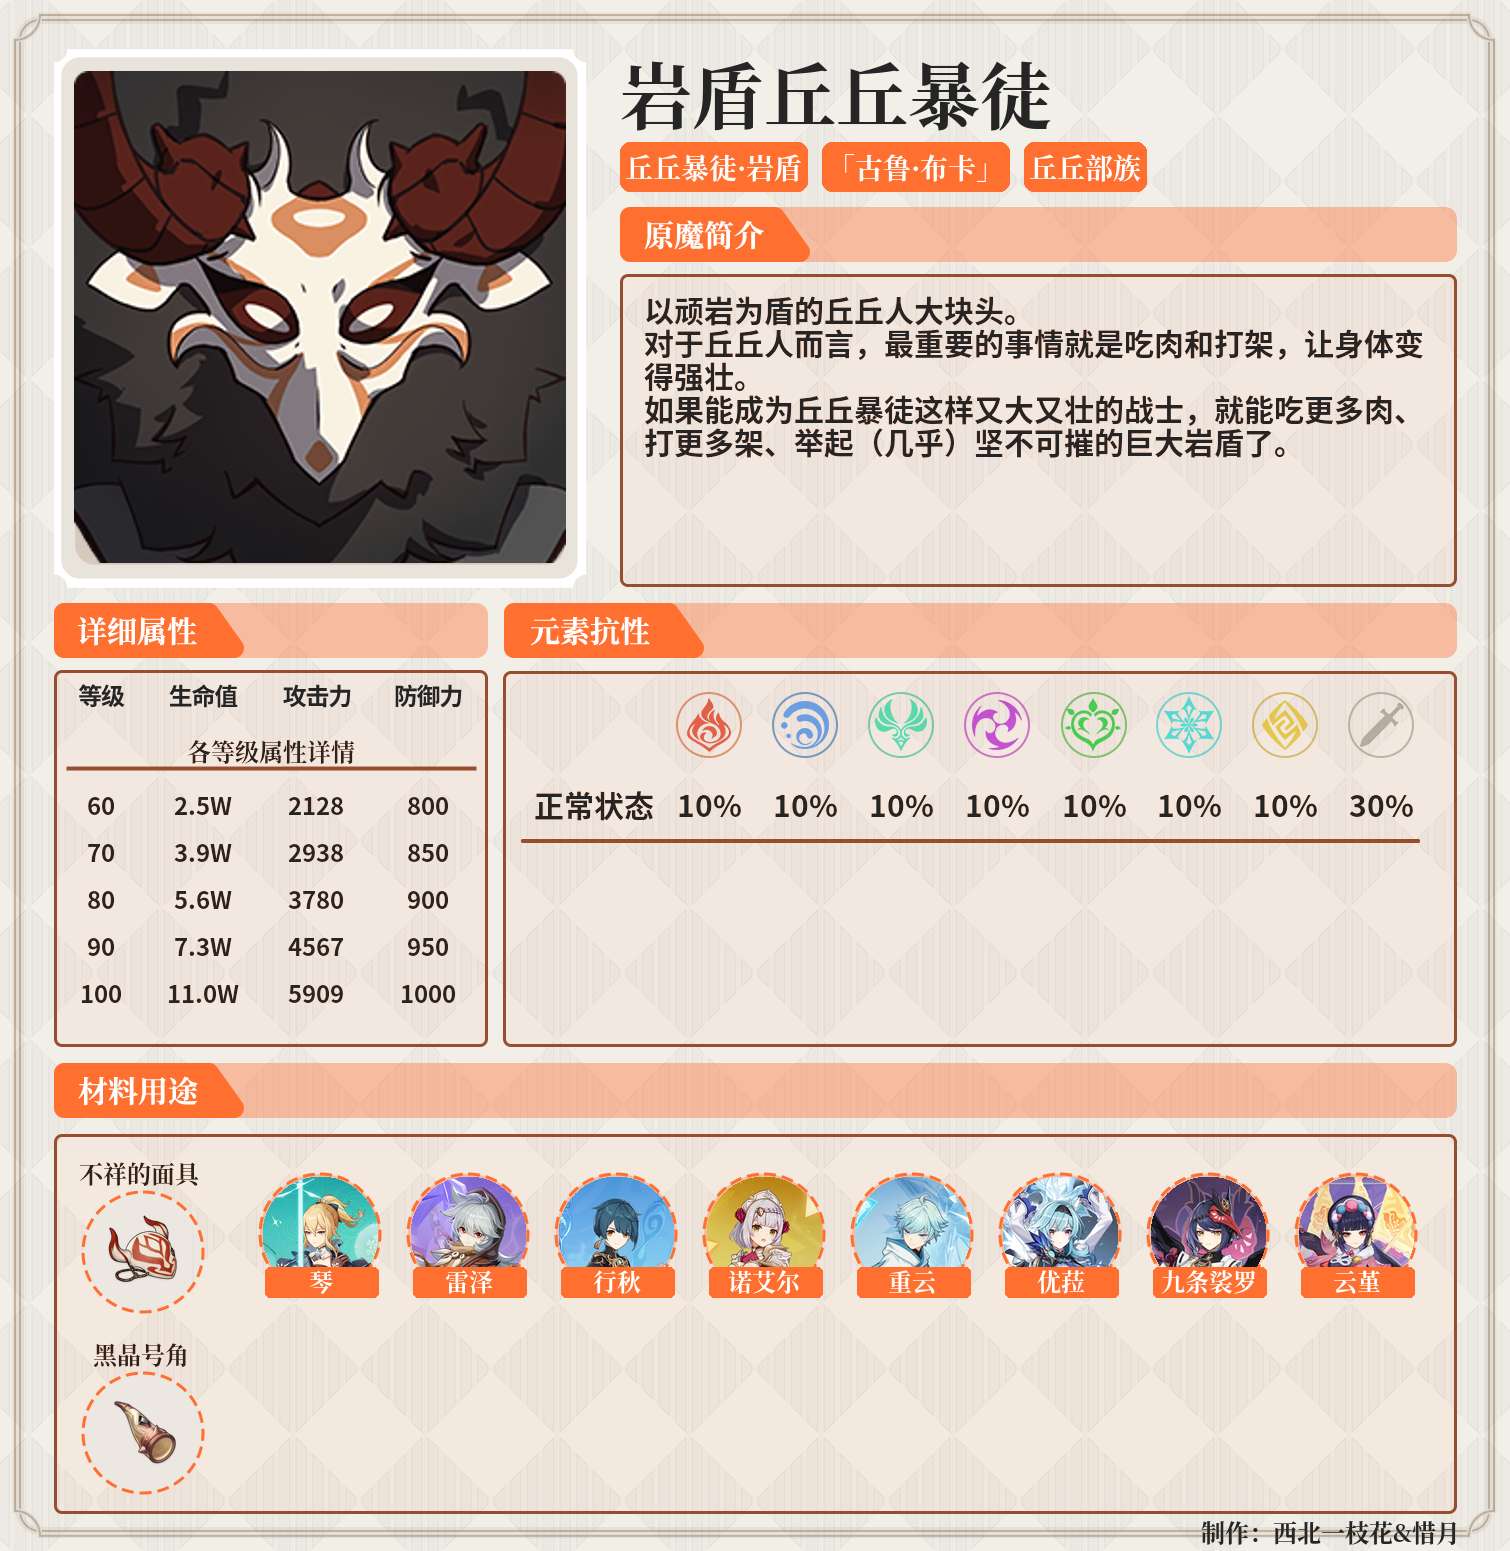 岩盾丘丘暴徒
丘丘暴徒·岩盾 「古鲁·布卡」 丘丘部族
原魔简介
以顽岩为盾的丘丘人大块头。
对于丘丘人而言，最重要的事情就是吃肉和打架，让身体变
得强壮。
如果能成为丘丘暴徒这样又大又壮的战士，就能吃更多肉、
打更多架、举起（几乎）坚不可摧的巨大岩盾了。
详细属性
等级 生命值 攻击力 防御力
各等级属性详情
60 2.5W 2128 800
70 3.9W 2938 850
80 5.6W 3780 900
90 7.3W 4567 950
100 11.0W 5909 1000
元素抗性
正常状态 10% 10% 10% 10% 10% 10% 10% 30%
材料用途
不祥的面具
琴 雷泽 行秋 诺艾尔 重云 优菈 九条裟罗 云堇
黑晶号角
制作：西北一枝花&惜月